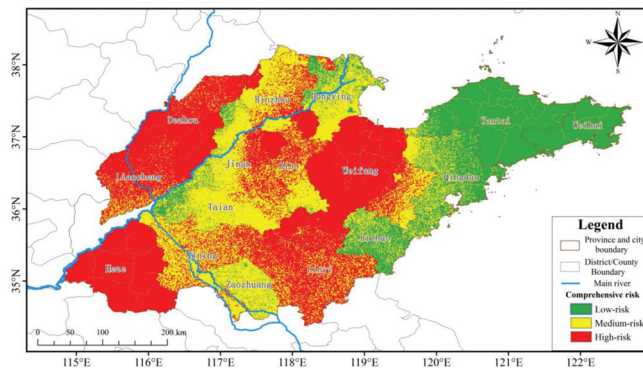 N
W
E
S
38°N
37°N
36°N
35°N
Binzhou
Dongying
Dezhou
Yantai
Weihai
Jinan
Zibo
Weifang
Liaocheng
Qingdao
Taian
Rizhao
Jining
Heze
Linyi
Zaozhuang
Legend
Province and city
boundary
District/County
Boundary
Main river
Comprehensive risk
Low-risk
Medium-risk
High-risk
0 50 100 200 km
115°E 116°E 117°E 118°E 119°E 120°E 121°E 122°E